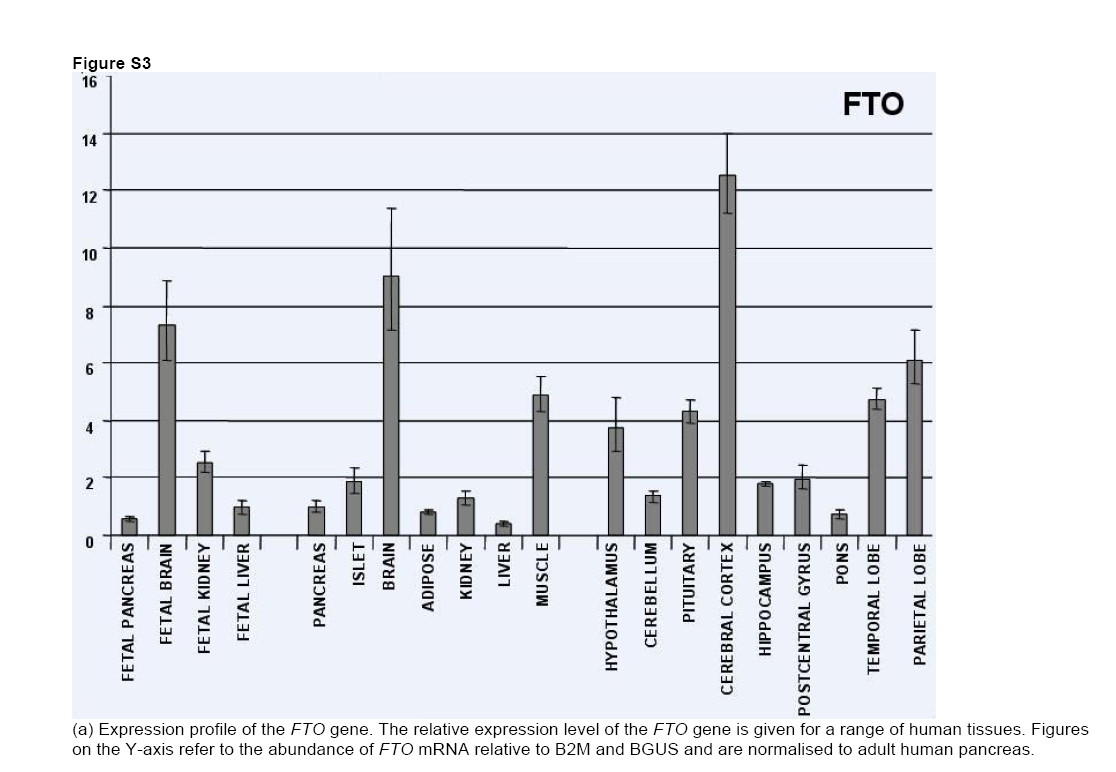 Figure S3
16
FTO
14
12
10
8
6
4
2
0
FETAL PANCREAS
FETAL BRAIN
FETAL KIDNEY
FETAL LIVER
PANCREAS
ISLET
BRAIN
ADIPOSE
KIDNEY
LIVER
MUSCLE
HYPOTHALAMUS
CEREBELLUM
PITUITARY
CEREBRAL CORTEX
HIPPOCAMPUS
POSTCENTRAL GYRUS
PONS
TEMPORAL LOBE
PARIETAL LOBE
(a) Expression profile of the FTO gene. The relative expression level of the FTO gene is given for a range of human tissues. Figures
on the Y-axis refer to the abundance of FTO mRNA relative to B2M and BGUS and are normalised to adult human pancreas.